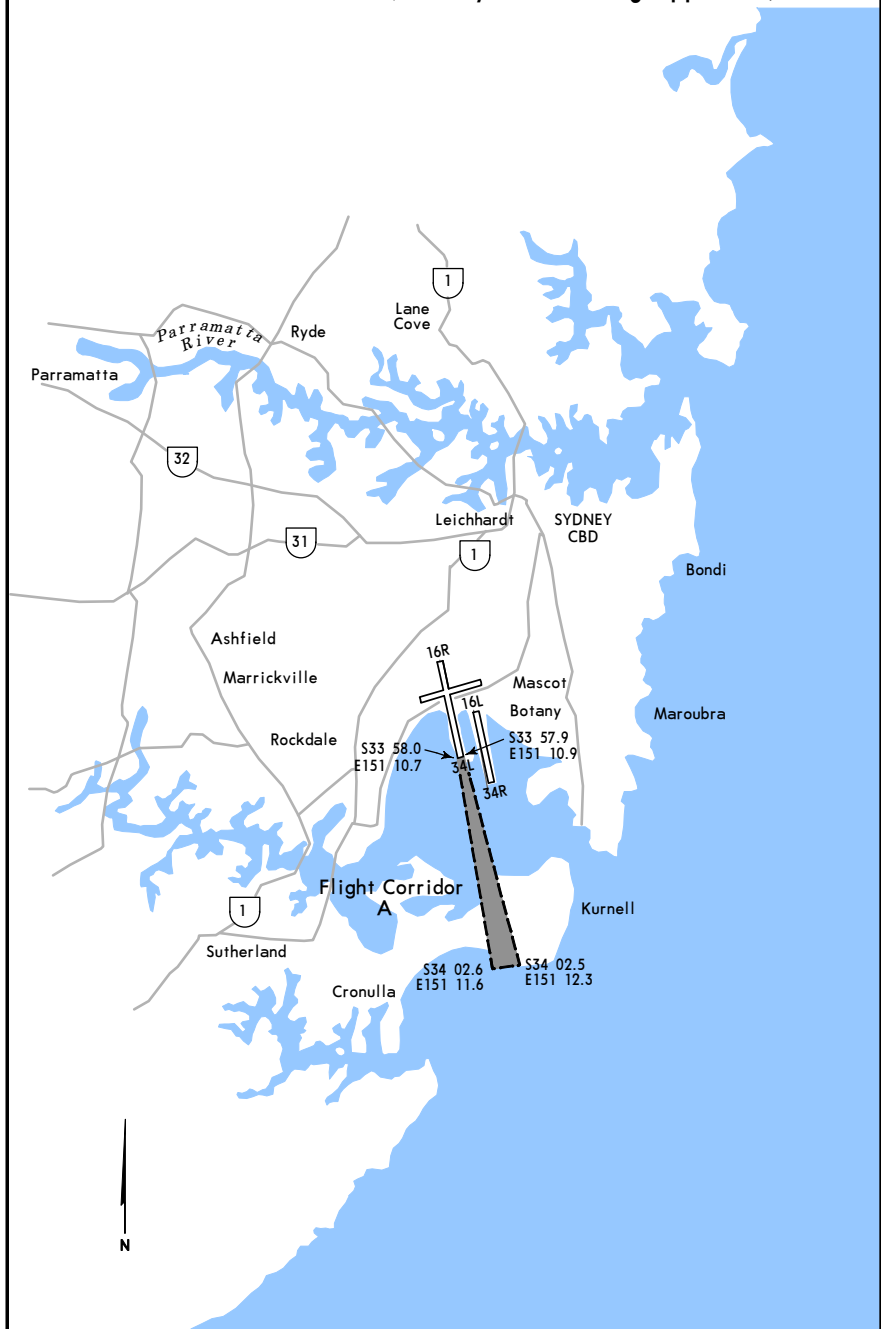 1
Lane
Cove
Parramatta
River
Ryde
Parramatta
32
Leichhardt
SYDNEY
CBD
31
1
Bondi
Ashfield
16R
Marrickville
Mascot
16L
Botany
Maroubra
Rockdale
S33 58.0
E151 10.7
S33 57.9
E151 10.9
34L
34R
Flight Corridor
A
1
Kurnell
Sutherland
S34 02.6
E151 11.6
S34 02.5
E151 12.3
Cronulla
N